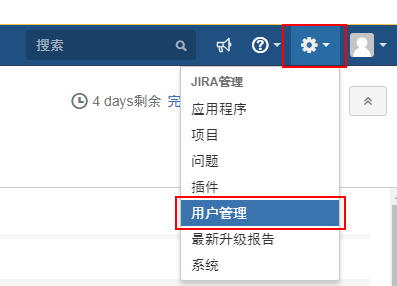 搜索
JIRA管理
4 days剩余 完
应用程序
项目
问题
插件
用户管理
最新升级报告
系统